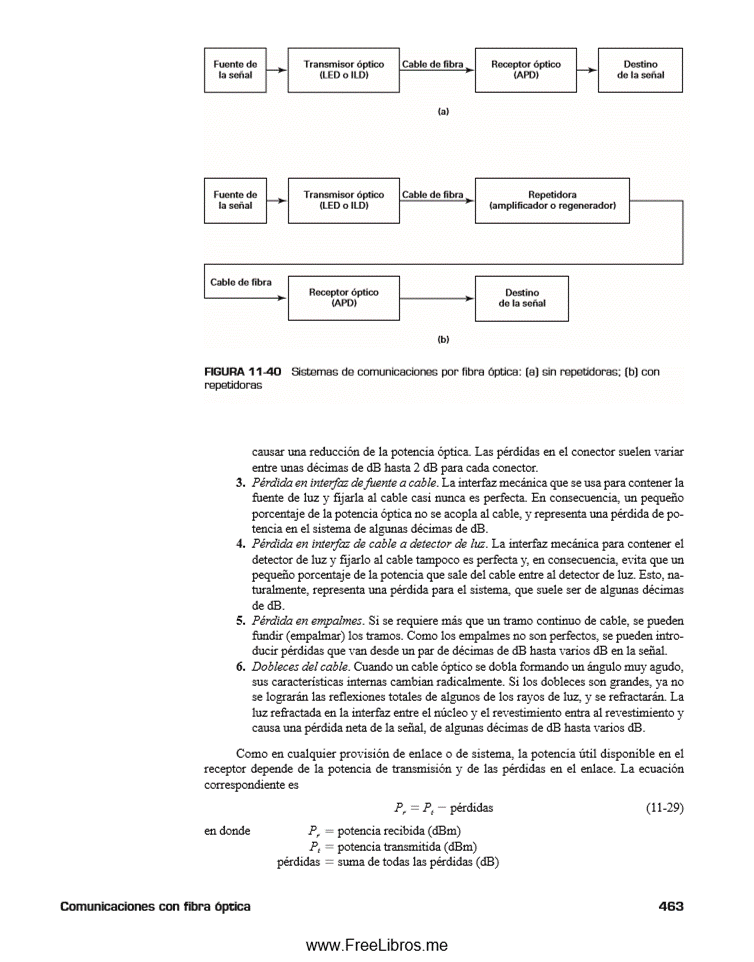 Fuente de
la señal
Transmisor óptico
(LED o ILD)
Cable de fibra
Receptor óptico
(APD)
Destino
de la señal
(a)
Fuente de
la señal
Transmisor óptico
(LED o ILD)
Cable de fibra
Repetidora
(amplificador o regenerador)
Cable de fibra
Receptor óptico
(APD)
Destino
de la señal
(b)
FIGURA 11-40 Sistemas de comunicaciones por fibra óptica: (a) sin repetidoras; (b) con
repetidoras
causar una reducción de la potencia óptica. Las pérdidas en el conector suelen variar
entre unas décimas de dB hasta 2 dB para cada conector.
3. Pérdida en interfaz de fuente a cable. La interfaz mecánica que se usa para contener la
fuente de luz y fijarla al cable casi nunca es perfecta. En consecuencia, un pequeño
porcentaje de la potencia óptica no se acopla al cable, y representa una pérdida de po-
tencia en el sistema de algunas décimas de dB.
4. Pérdida en interfaz de cable a detector de luz. La interfaz mecánica para contener el
detector de luz y fijarlo al cable tampoco es perfecta y, en consecuencia, evita que un
pequeño porcentaje de la potencia que sale del cable entre al detector de luz. Esto, na-
turalmente, representa una pérdida para el sistema, que suele ser de algunas décimas
de dB.
5. Pérdida en empalmes. Si se requiere más que un tramo continuo de cable, se pueden
fundir (empalmar) los tramos. Como los empalmes no son perfectos, se pueden intro-
ducir pérdidas que van desde un par de décimas de dB hasta varios dB en la señal.
6. Dobleces del cable. Cuando un cable óptico se dobla formando un ángulo muy agudo,
sus características internas cambian radicalmente. Si los dobleces son grandes, ya no
se lograrán las reflexiones totales de algunos de los rayos de luz, y se refractarán. La
luz refractada en la interfaz entre el núcleo y el revestimiento entra al revestimiento y
causa una pérdida neta de la señal, de algunas décimas de dB hasta varios dB.
Como en cualquier provisión de enlace o de sistema, la potencia útil disponible en el
receptor depende de la potencia de transmisión y de las pérdidas en el enlace. La ecuación
correspondiente es
Pr = Pt − pérdidas (11-29)
en donde Pr = potencia recibida (dBm)
Pt = potencia transmitida (dBm)
pérdidas = suma de todas las pérdidas (dB)
Comunicaciones con fibra óptica 463
www.FreeLibros.me